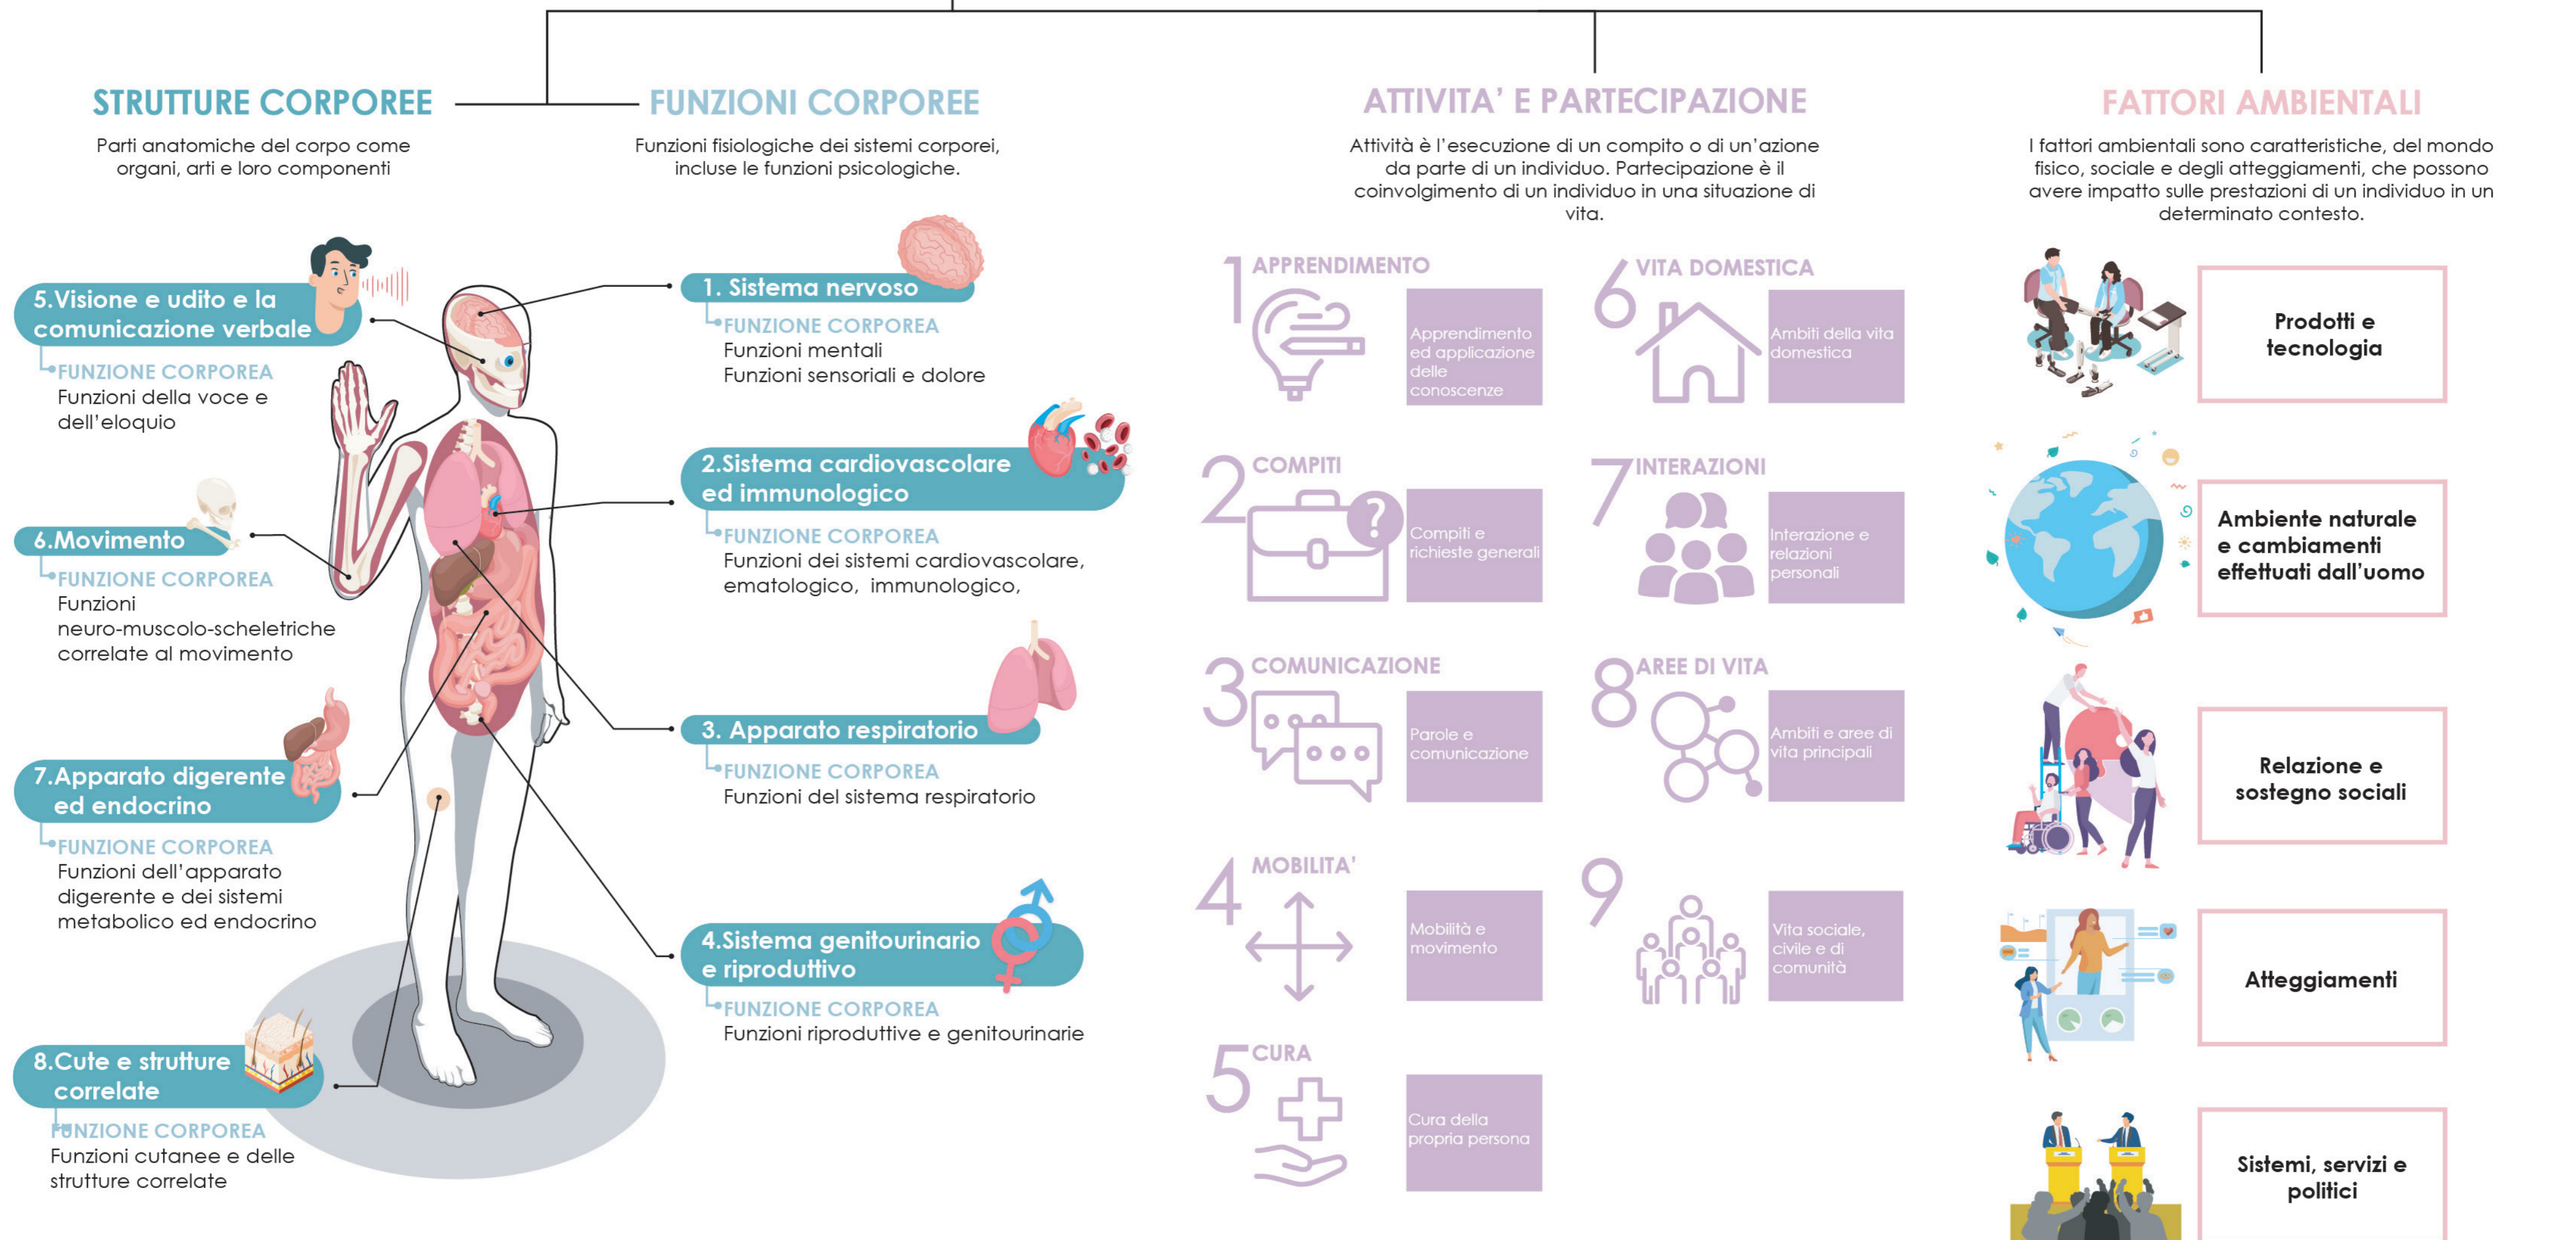 STRUTTURE CORPOREE
Parti anatomiche del corpo come
organi, arti e loro componenti
FUNZIONI CORPOREE
Funzioni fisiologiche dei sistemi corporei,
incluse le funzioni psicologiche.
5.Visione e udito e la
comunicazione verbale
FUNZIONE CORPOREA
Funzioni della voce e
dell'eloquio
6.Movimento
FUNZIONE CORPOREA
Funzioni
neuro-muscolo-scheletriche
correlate al movimento
7.Apparato digerente
ed endocrino
FUNZIONE CORPOREA
Funzioni dell'apparato
digerente e dei sistemi
metabolico ed endocrino
8.Cute e strutture
correlate
FUNZIONE CORPOREA
Funzioni cutanee e delle
strutture correlate
1. Sistema nervoso
FUNZIONE CORPOREA
Funzioni mentali
Funzioni sensoriali e dolore
2.Sistema cardiovascolare
ed immunologico
FUNZIONE CORPOREA
Funzioni dei sistemi cardiovascolare,
ematologico, immunologico,
3. Apparato respiratorio
FUNZIONE CORPOREA
Funzioni del sistema respiratorio
4.Sistema genitourinario
e riproduttivo
FUNZIONE CORPOREA
Funzioni riproduttive e genitourinarie
ATTIVITA' E PARTECIPAZIONE
Attività è l'esecuzione di un compito o di un'azione
da parte di un individuo. Partecipazione è il
coinvolgimento di un individuo in una situazione di
vita.
1 APPRENDIMENTO
Apprendimento
ed applicazione
delle
conoscenze
2 COMPITI
?
Compiti e
richieste generali
3 COMUNICAZIONE
Parole e
comunicazione
4 MOBILITA'
Mobilità e
movimento
5 CURA
Cura della
propria persona
6 VITA DOMESTICA
Ambiti della vita
domestica
7 INTERAZIONI
Interazione e
relazioni
personali
8 AREE DI VITA
Ambiti e aree di
vita principali
9
Vita sociale,
civile e di
comunità
FATTORI AMBIENTALI
I fattori ambientali sono caratteristiche, del mondo
fisico, sociale e degli atteggiamenti, che possono
avere impatto sulle prestazioni di un individuo in un
determinato contesto.
Prodotti e
tecnologia
Ambiente naturale
e cambiamenti
effettuati dall'uomo
Relazione e
sostegno sociali
Atteggiamenti
Sistemi, servizi e
politici